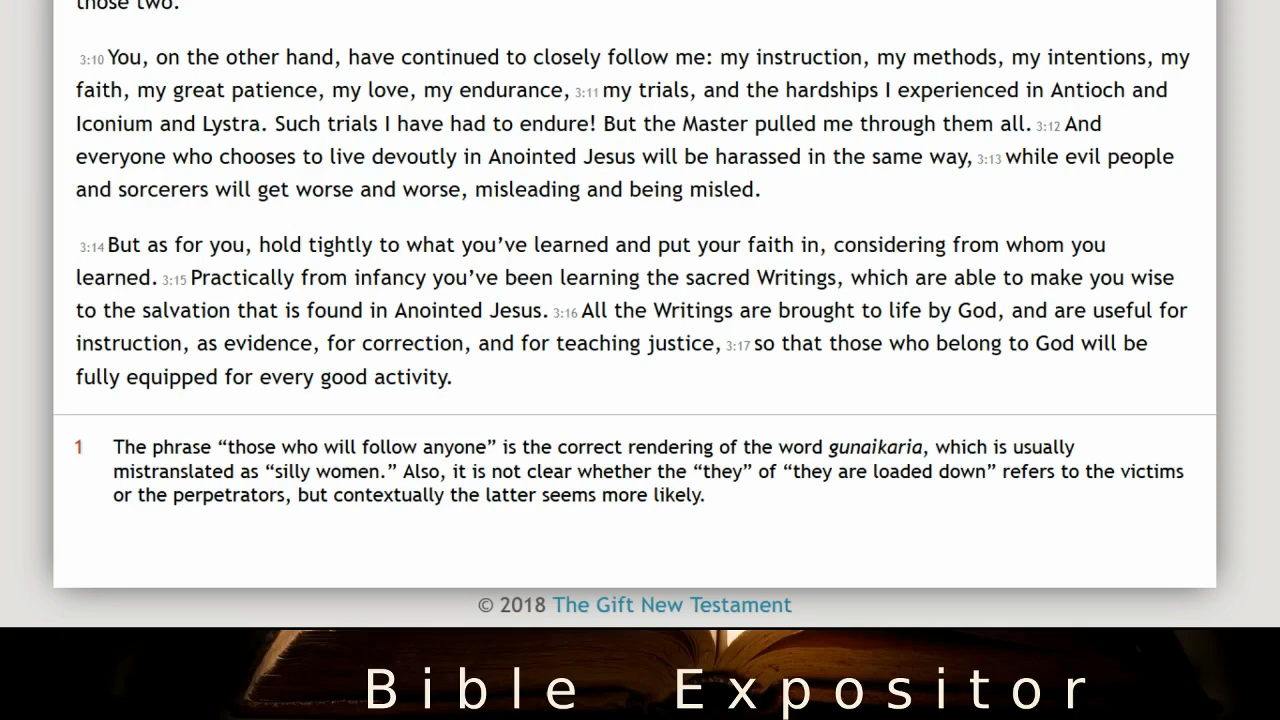 those two.
3:10 You, on the other hand, have continued to closely follow me: my instruction, my methods, my intentions, my
faith, my great patience, my love, my endurance, 3:11 my trials, and the hardships I experienced in Antioch and
Iconium and Lystra. Such trials I have had to endure! But the Master pulled me through them all. 3:12 And
everyone who chooses to live devoutly in Anointed Jesus will be harassed in the same way, 3:13 while evil people
and sorcerers will get worse and worse, misleading and being misled.
3:14 But as for you, hold tightly to what you’ve learned and put your faith in, considering from whom you
learned. 3:15 Practically from infancy you’ve been learning the sacred Writings, which are able to make you wise
to the salvation that is found in Anointed Jesus. 3:16 All the Writings are brought to life by God, and are useful for
instruction, as evidence, for correction, and for teaching justice, 3:17 so that those who belong to God will be
fully equipped for every good activity.
1 The phrase “those who will follow anyone” is the correct rendering of the word gunaikaria, which is usually
mistranslated as “silly women.” Also, it is not clear whether the “they” of “they are loaded down” refers to the victims
or the perpetrators, but contextually the latter seems more likely.
© 2018 The Gift New Testament
Bible Expositor